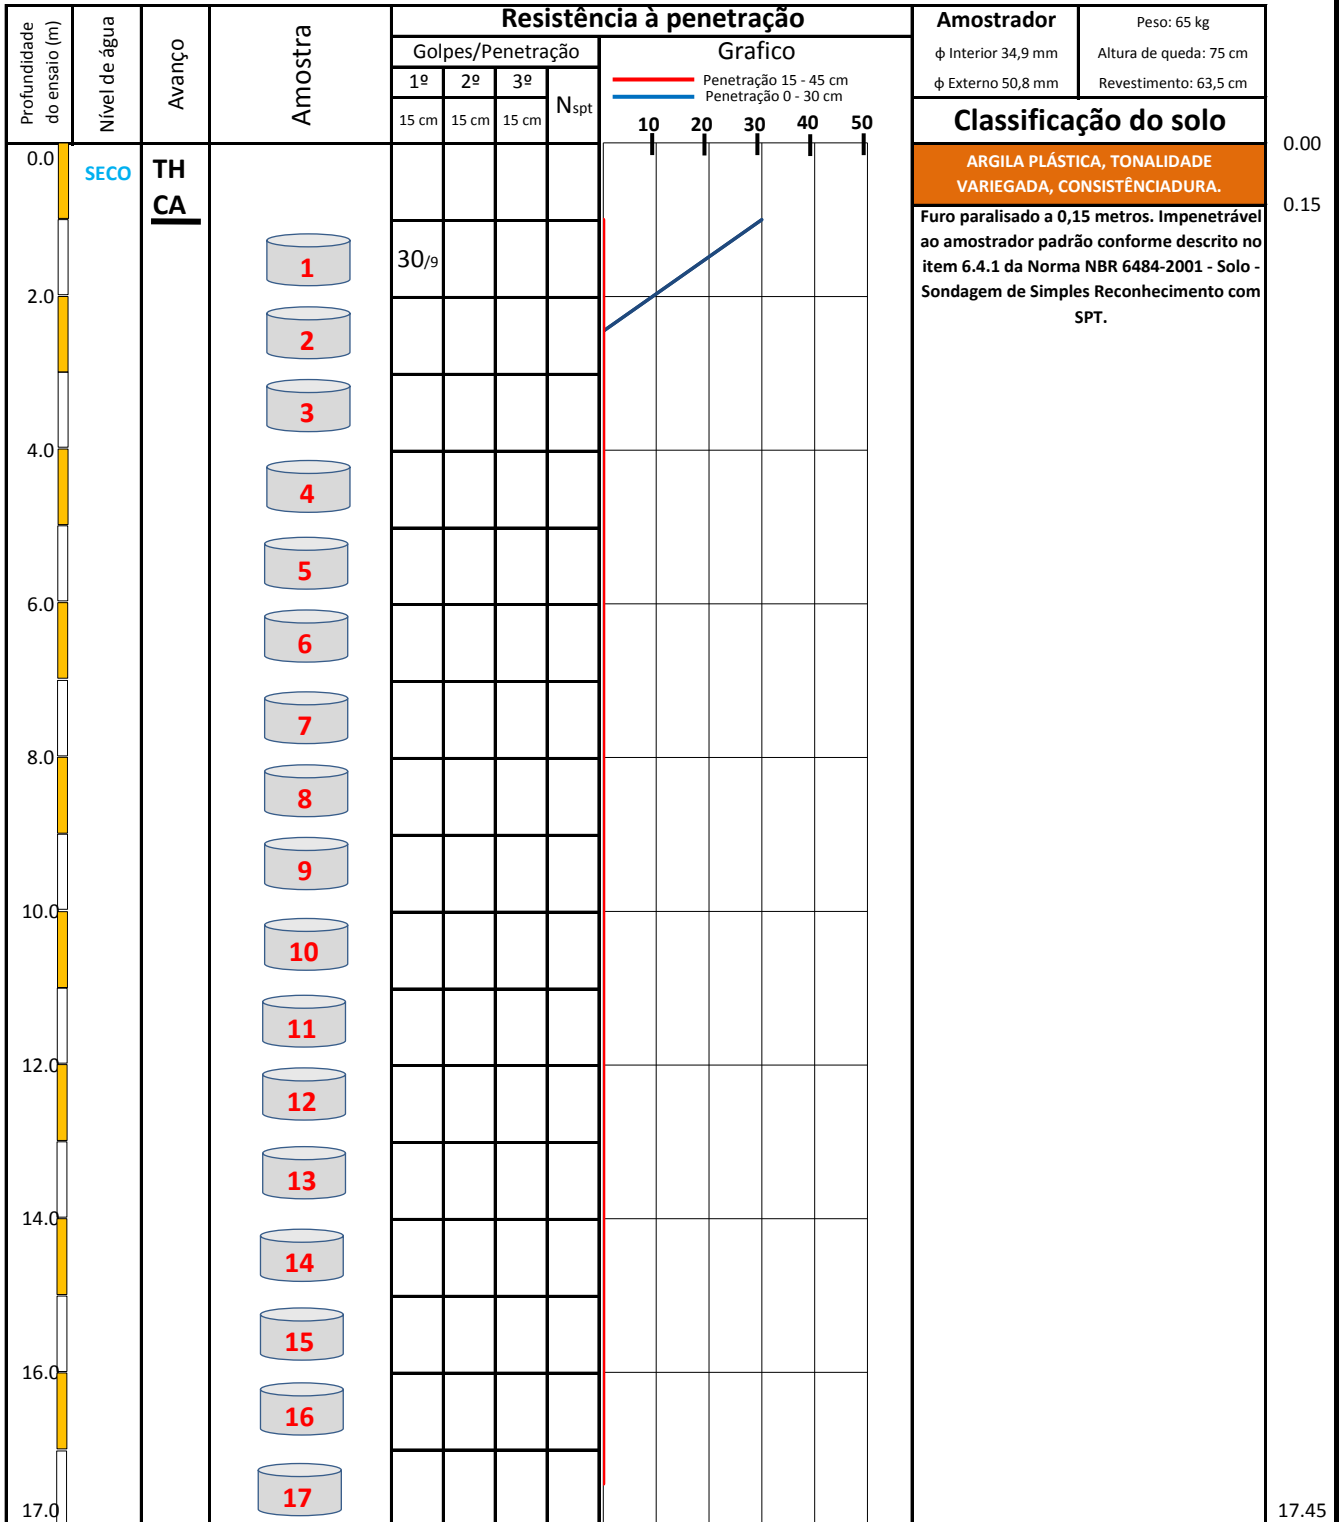 Profundidade
do ensaio (m)
Nível de água
Avanço
Amostra
Resistência à penetração
Golpes/Penetração
1º 2º 3º
Nspt
15 cm 15 cm 15 cm
Grafico
Penetração 15 - 45 cm
Penetração 0 - 30 cm
10 20 30 40 50
Amostrador
ф Interior 34,9 mm
ф Externo 50,8 mm
Peso: 65 kg
Altura de queda: 75 cm
Revestimento: 63,5 cm
Classificação do solo
0.0
SECO
TH
CA
ARGILA PLÁSTICA, TONALIDADE
VARIEGADA, CONSISTÊNCIADURA.
0.00
0.15
Furo paralisado a 0,15 metros. Impenetrável
ao amostrador padrão conforme descrito no
item 6.4.1 da Norma NBR 6484-2001 - Solo -
Sondagem de Simples Reconhecimento com
SPT.
1
30/9
2.0
2
3
4.0
4
5
6.0
6
7
8.0
8
9
10.0
10
11
12.0
12
13
14.0
14
15
16.0
16
17
17.0
17.45